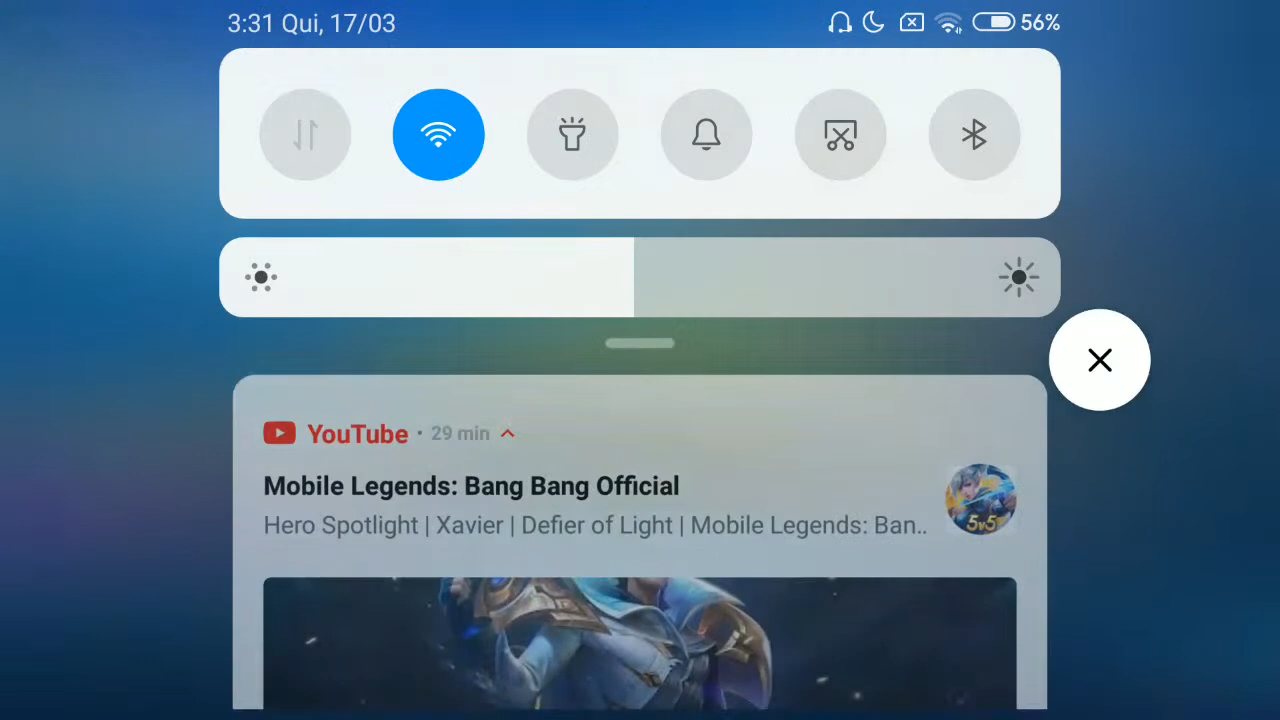 3:31 Qui, 17/03
56%
YouTube · 29 min
Mobile Legends: Bang Bang Official
Hero Spotlight | Xavier | Defier of Light | Mobile Legends: Ban..
5v5